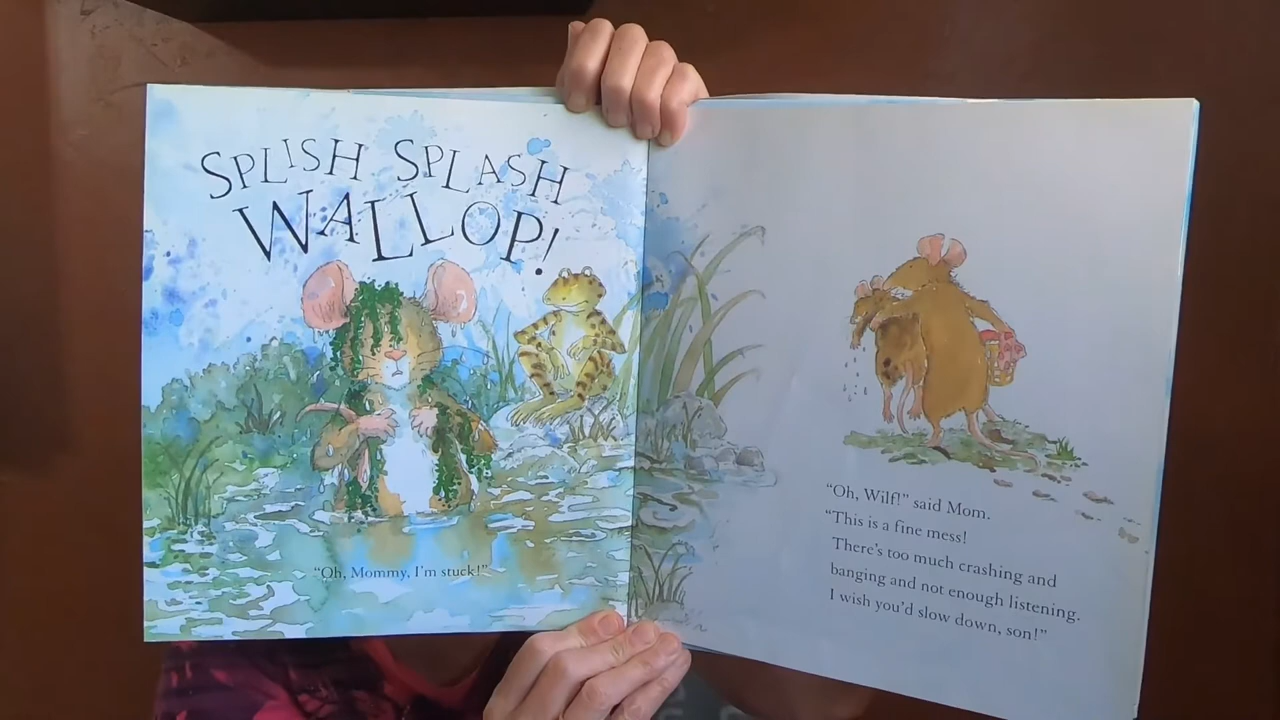 SPLISH SPLASH
WALLOP!
“Oh, Mommy, I’m stuck!”
“Oh, Wilf!” said Mom.
“This is a fine mess!
There’s too much crashing and
banging and not enough listening.
I wish you’d slow down, son!”